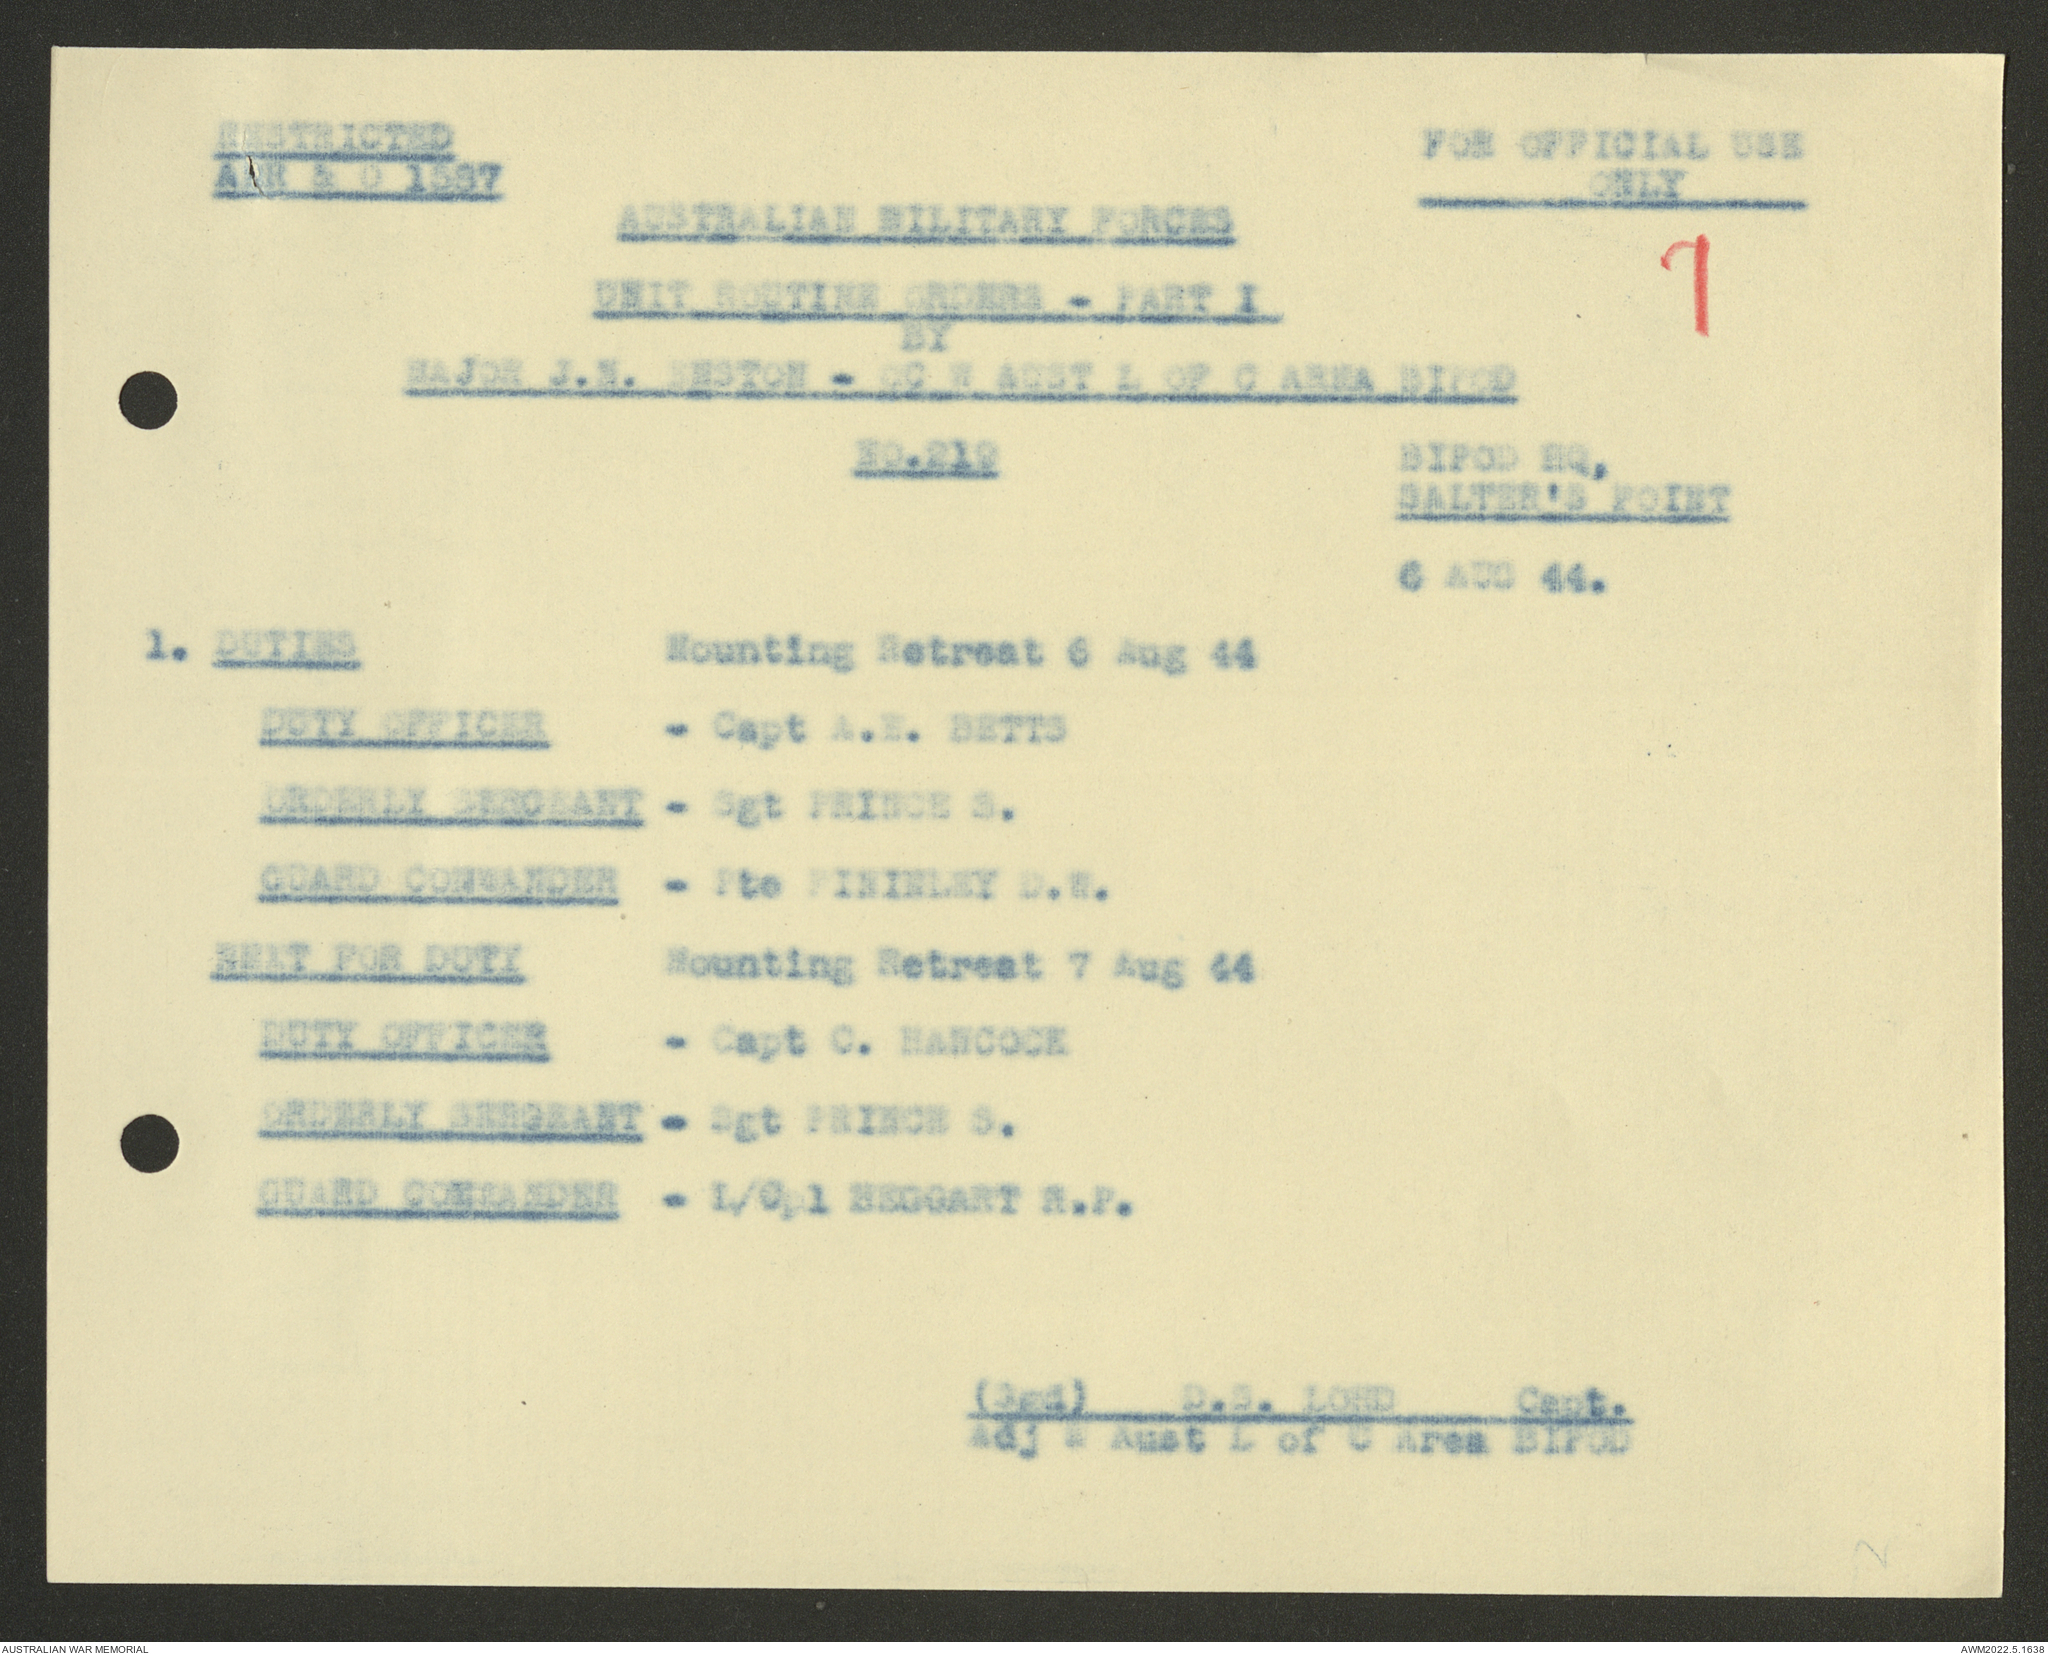 RESTRICTED
AMR & O 1587
FOR OFFICIAL USE
ONLY
7
AUSTRALIAN MILITARY FORCES
UNIT ROUTINE ORDERS - PART I
BY
MAJOR J.H. BESTON - OC W AUST L OF C AREA BIPOD
NO.219
BIPOD HQ,
SALTER'S POINT
6 AUG 44.
1. DUTIES Mounting Retreat 6 Aug 44
DUTY OFFICER - Capt A.E. BETTS
ORDERLY SERGEANT - Sgt PRINCE S.
GUARD COMMANDER - Pte D.W.
NEXT FOR DUTY Mounting Retreat 7 Aug 44
DUTY OFFICER - Capt C. HANCOCK
ORDERLY SERGEANT - Sgt PRINCE S.
GUARD COMMANDER - L/Cpl HEGGART R.F.
(Sgd) D.S. LORD Capt.
Adj W Aust L of C Area BIPOD
2
AUSTRALIAN WAR MEMORIAL
AWM2022.5.1638